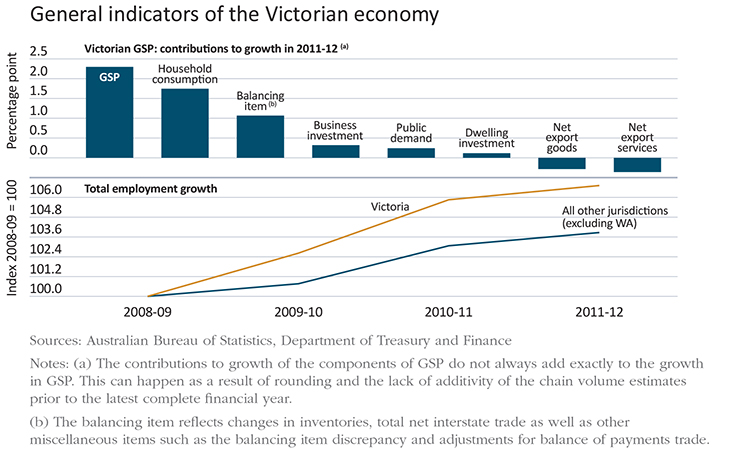 General indicators of the Victorian economy
Victorian GSP: contributions to growth in 2011-12 (a)
Percentage point
2.5
2.0
1.5
1.0
0.5
0.0
GSP
Household
consumption
Balancing
item (b)
Business
investment
Public
demand
Dwelling
investment
Net
export
goods
Net
export
services
Total employment growth
Index 2008-09 = 100
106.0
104.8
103.6
102.4
101.2
100.0
Victoria
All other jurisdictions
(excluding WA)
2008-09
2009-10
2010-11
2011-12
Sources: Australian Bureau of Statistics, Department of Treasury and Finance
Notes: (a) The contributions to growth of the components of GSP do not always add exactly to the growth
in GSP. This can happen as a result of rounding and the lack of additivity of the chain volume estimates
prior to the latest complete financial year.
(b) The balancing item reflects changes in inventories, total net interstate trade as well as other
miscellaneous items such as the balancing item discrepancy and adjustments for balance of payments trade.